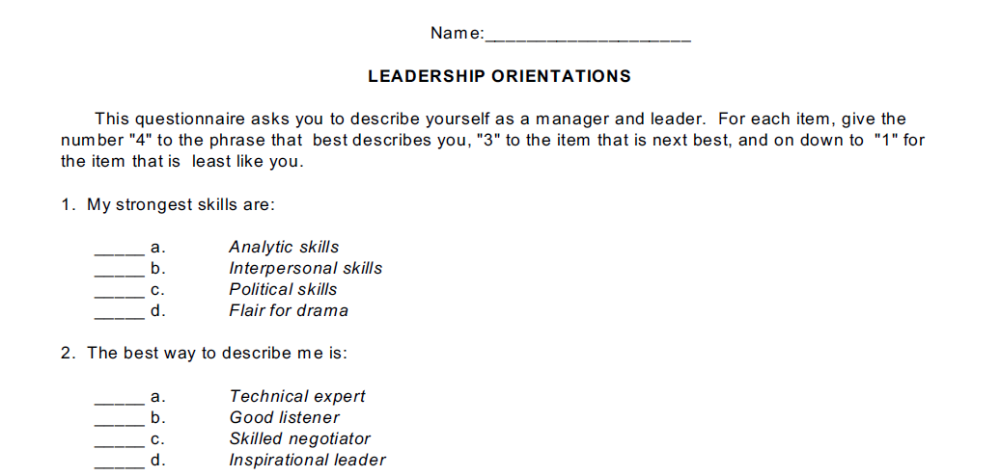 Name:____________________
LEADERSHIP ORIENTATIONS
This questionnaire asks you to describe yourself as a manager and leader. For each item, give the
number "4" to the phrase that best describes you, "3" to the item that is next best, and on down to "1" for
the item that is least like you.
1. My strongest skills are:
_____ a. Analytic skills
_____ b. Interpersonal skills
_____ c. Political skills
_____ d. Flair for drama
2. The best way to describe me is:
_____ a. Technical expert
_____ b. Good listener
_____ c. Skilled negotiator
_____ d. Inspirational leader